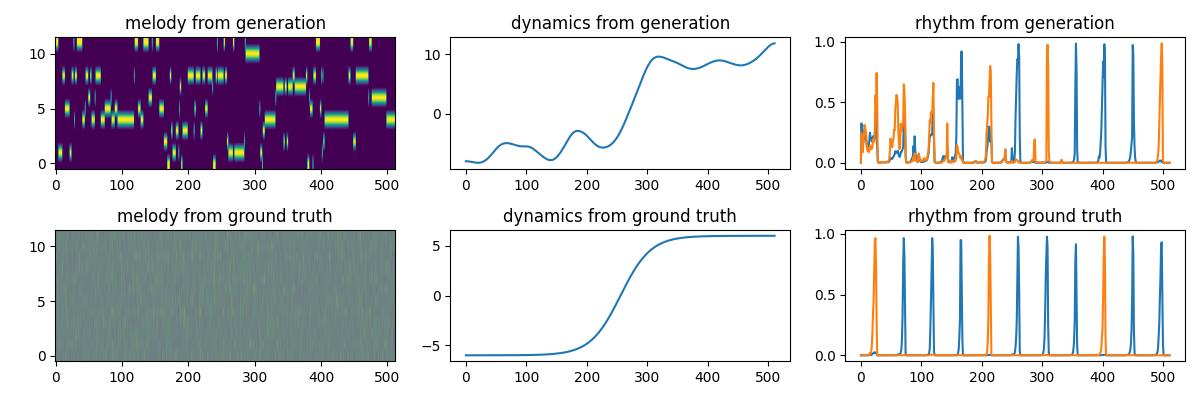 melody from generation
10
5
0
0 100 200 300 400 500
dynamics from generation
10
0
0 100 200 300 400 500
rhythm from generation
1.0
0.5
0.0
0 100 200 300 400 500
melody from ground truth
10
5
0
0 100 200 300 400 500
dynamics from ground truth
5
0
−5
0 100 200 300 400 500
rhythm from ground truth
1.0
0.5
0.0
0 100 200 300 400 500